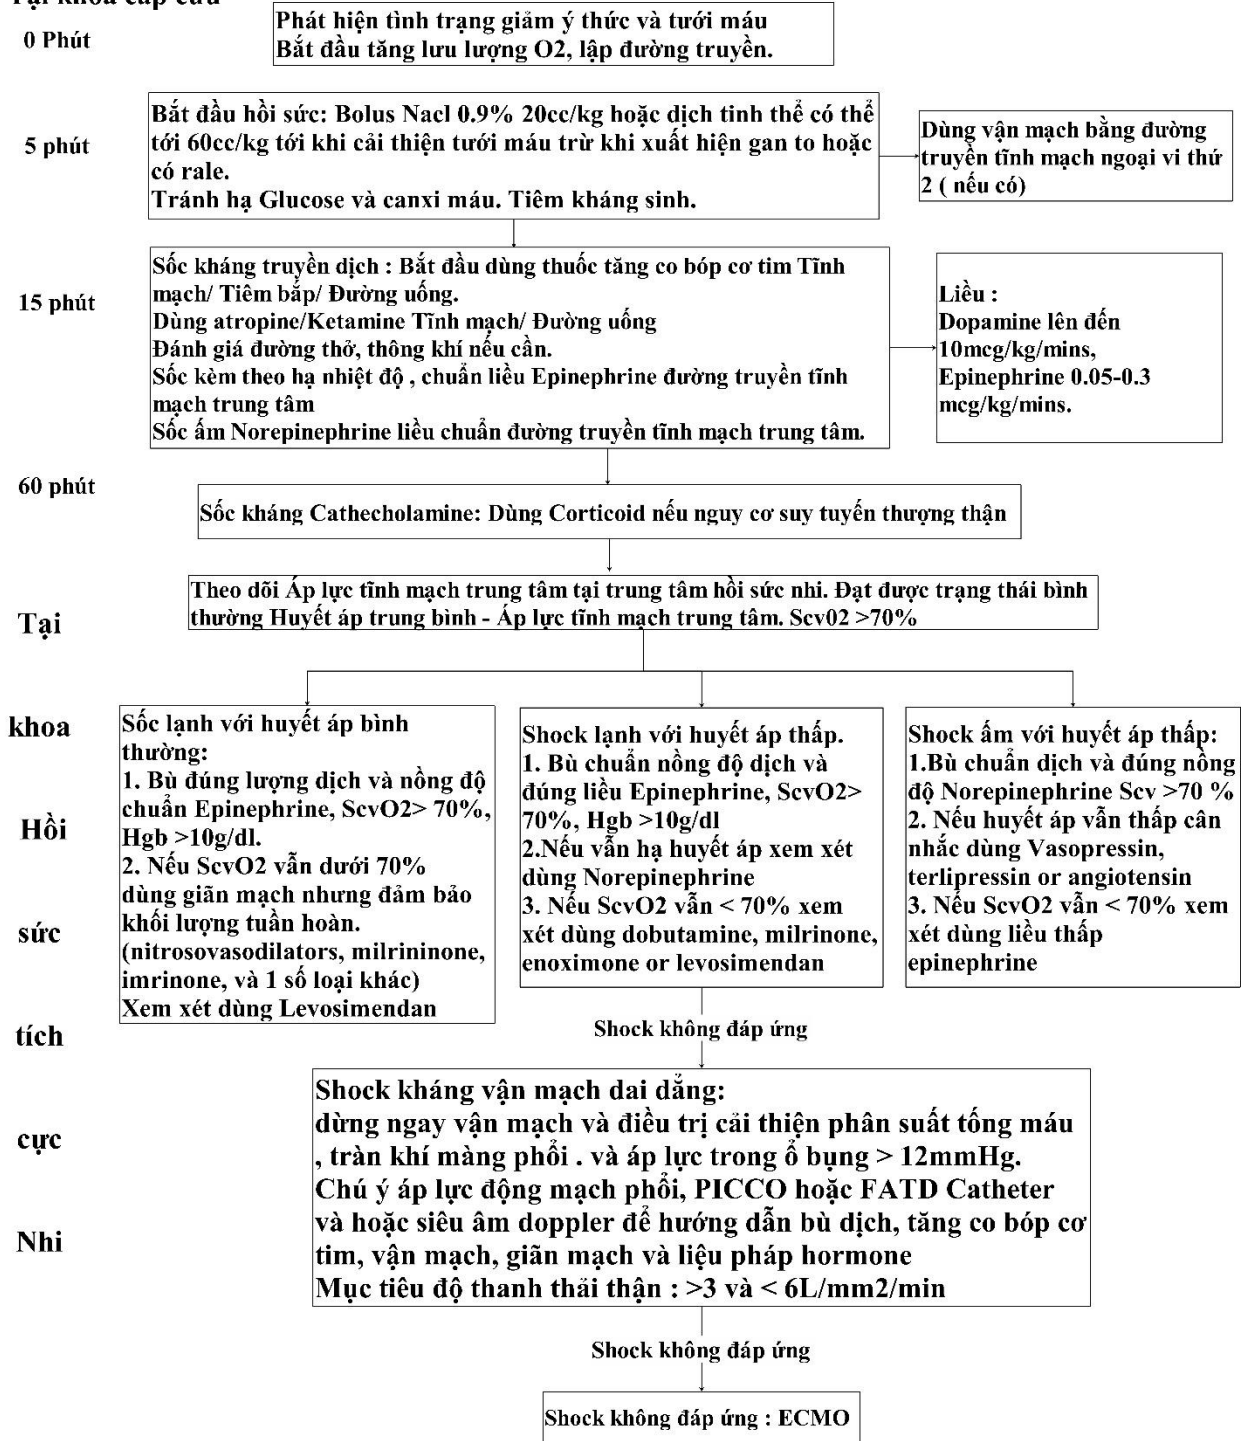 Tại khoa cấp cứu
0 Phút
Phát hiện tình trạng giảm ý thức và tưới máu
Bắt đầu tăng lưu lượng O2, lập đường truyền.
5 phút
Bắt đầu hồi sức: Bolus Nacl 0.9% 20cc/kg hoặc dịch tinh thể có thể
tới 60cc/kg tới khi cải thiện tưới máu trừ khi xuất hiện gan to hoặc
có rale.
Tránh hạ Glucose và canxi máu. Tiêm kháng sinh.
Dùng vận mạch bằng đường
truyền tĩnh mạch ngoại vi thứ
2 ( nếu có)
15 phút
Sốc kháng truyền dịch : Bắt đầu dùng thuốc tăng co bóp cơ tim Tĩnh
mạch/ Tiêm bắp/ Đường uống.
Dùng atropine/Ketamine Tĩnh mạch/ Đường uống
Đánh giá đường thở, thông khí nếu cần.
Sốc kèm theo hạ nhiệt độ , chuẩn liều Epinephrine đường truyền tĩnh
mạch trung tâm
Sốc ấm Norepinephrine liều chuẩn đường truyền tĩnh mạch trung tâm.
Liều :
Dopamine lên đến
10mcg/kg/mins,
Epinephrine 0.05-0.3
mcg/kg/mins.
60 phút
Sốc kháng Cathecholamine: Dùng Corticoid nếu nguy cơ suy tuyến thượng thận
Theo dõi Áp lực tĩnh mạch trung tâm tại trung tâm hồi sức nhi. Đạt được trạng thái bình
thường Huyết áp trung bình - Áp lực tĩnh mạch trung tâm. Scv02 >70%
Tại
khoa
Hồi
sức
tích
cực
Nhi
Sốc lạnh với huyết áp bình
thường:
1. Bù đúng lượng dịch và nồng độ
chuẩn Epinephrine, ScvO2> 70%,
Hgb >10g/dl.
2. Nếu ScvO2 vẫn dưới 70%
dùng giãn mạch nhưng đảm bảo
khối lượng tuần hoàn.
(nitrosovasodilators, milrininone,
imrinone, và 1 số loại khác)
Xem xét dùng Levosimendan
Shock lạnh với huyết áp thấp.
1. Bù chuẩn nồng độ dịch và
đúng liều Epinephrine, ScvO2>
70%, Hgb >10g/dl
2.Nếu vẫn hạ huyết áp xem xét
dùng Norepinephrine
3. Nếu ScvO2 vẫn < 70% xem
xét dùng dobutamine, milrinone,
enoximone or levosimendan
Shock ấm với huyết áp thấp:
1.Bù chuẩn dịch và đúng nồng
độ Norepinephrine Scv >70 %
2. Nếu huyết áp vẫn thấp cân
nhắc dùng Vasopressin,
terlipressin or angiotensin
3. Nếu ScvO2 vẫn < 70% xem
xét dùng liều thấp
epinephrine
Shock không đáp ứng
Shock kháng vận mạch dai dẳng:
dừng ngay vận mạch và điều trị cải thiện phân suất tống máu
, tràn khí màng phổi . và áp lực trong ổ bụng > 12mmHg.
Chú ý áp lực động mạch phổi, PICCO hoặc FATD Catheter
và hoặc siêu âm doppler để hướng dẫn bù dịch, tăng co bóp cơ
tim, vận mạch, giãn mạch và liệu pháp hormone
Mục tiêu độ thanh thải thận : >3 và < 6L/mm2/min
Shock không đáp ứng
Shock không đáp ứng : ECMO